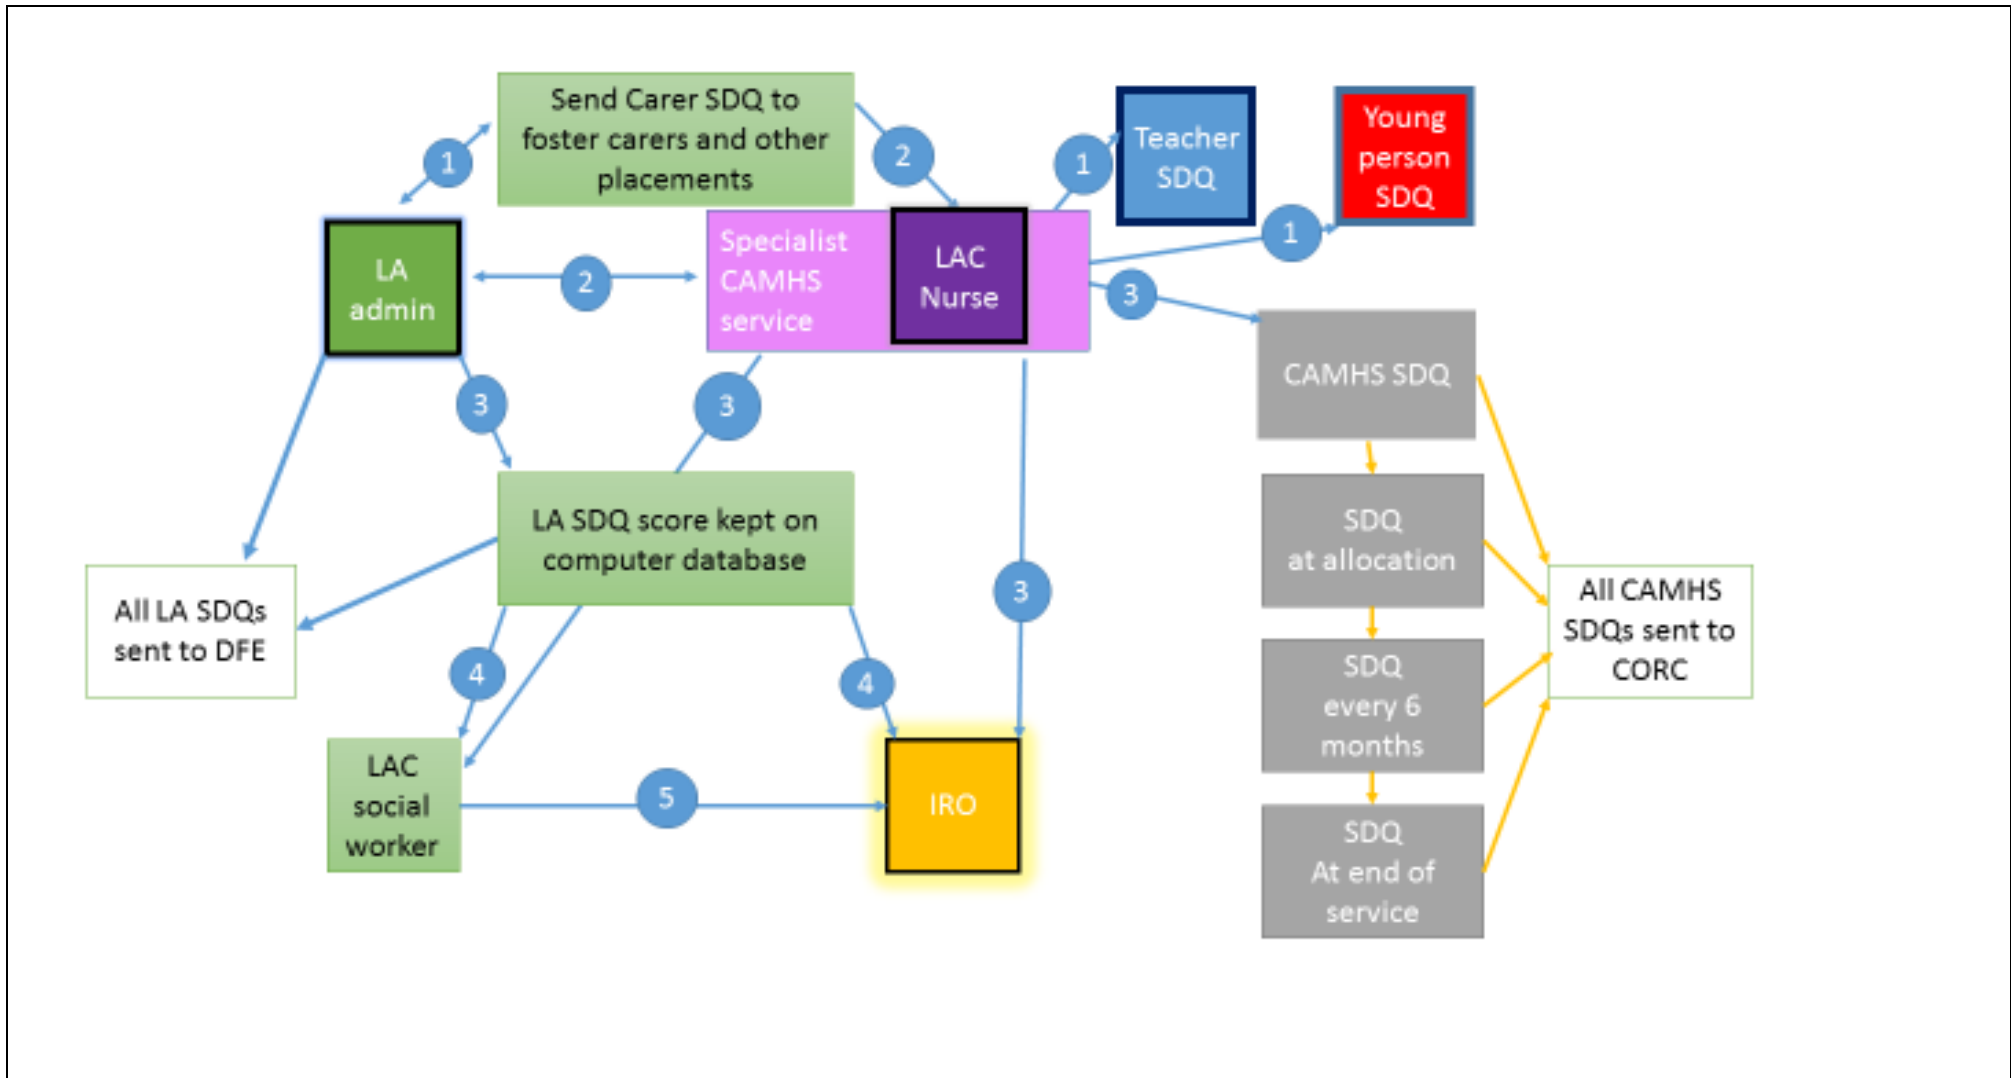 Send Carer SDQ to
foster carers and other
placements
1
2
1
Teacher
SDQ
Young
person
SDQ
1
LA
admin
2
Specialist
CAMHS
service
LAC
Nurse
3
CAMHS SDQ
3
3
LA SDQ score kept on
computer database
SDQ
at allocation
3
All LA SDQs
sent to DFE
All CAMHS
SDQs sent to
CORC
4
4
SDQ
every 6
months
LAC
social
worker
5
IRO
SDQ
At end of
service